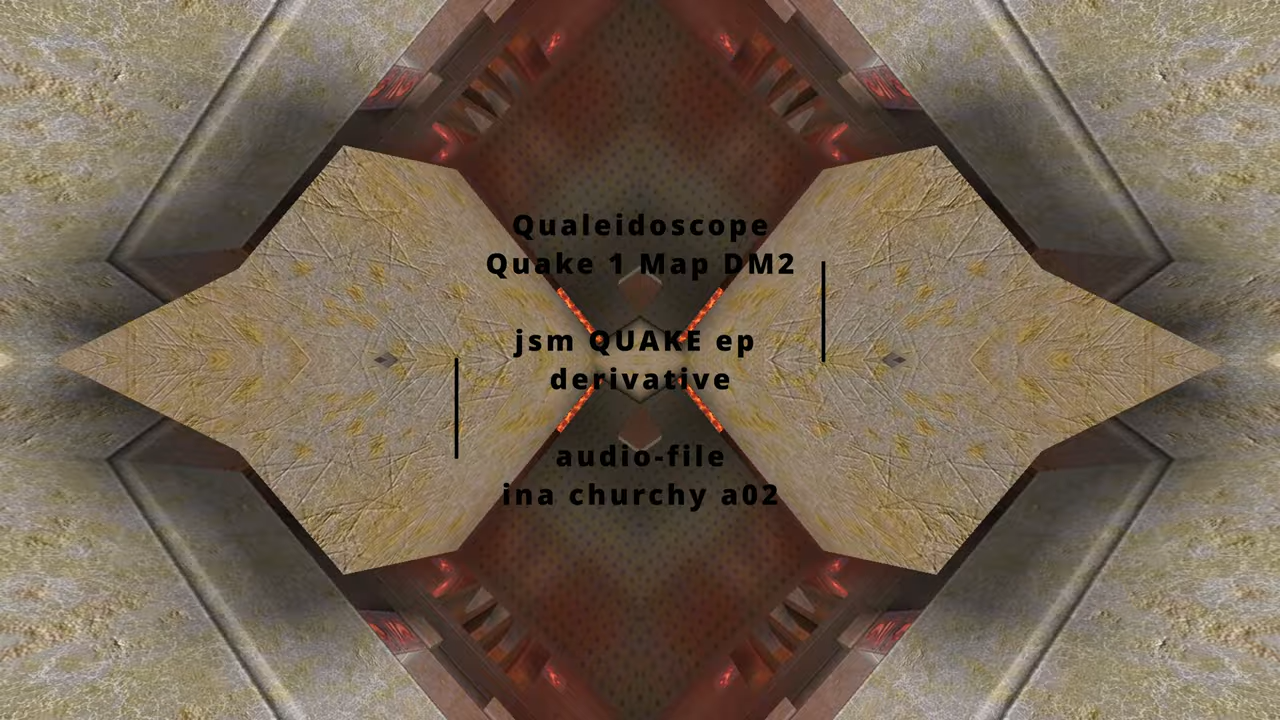 Qualeidoscope
Quake 1 Map DM2
jsm QUAKE ep
derivative
audio-file
ina churchy a02